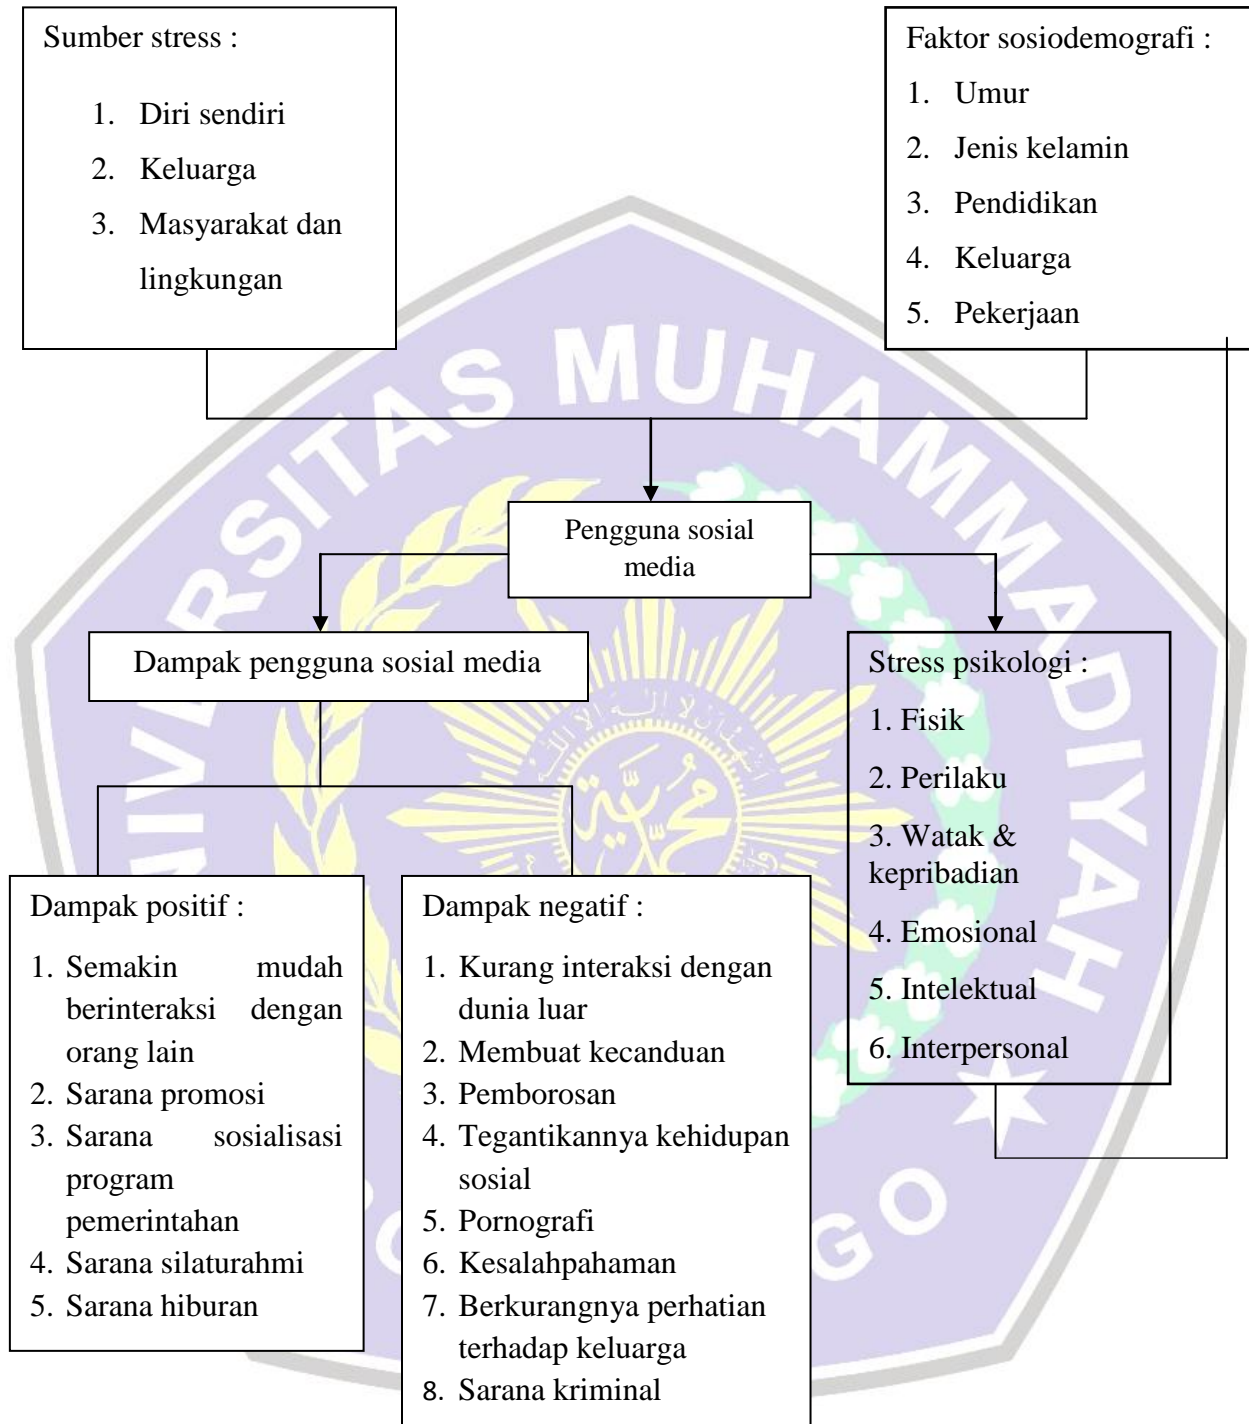 Sumber stress :
1. Diri sendiri
2. Keluarga
3. Masyarakat dan
lingkungan
Faktor sosiodemografi :
1. Umur
2. Jenis kelamin
3. Pendidikan
4. Keluarga
5. Pekerjaan
Pengguna sosial
media
Dampak pengguna sosial media
Stress psikologi :
1. Fisik
2. Perilaku
3. Watak &
kepribadian
4. Emosional
5. Intelektual
6. Interpersonal
Dampak positif :
1. Semakin mudah
berinteraksi dengan
orang lain
2. Sarana promosi
3. Sarana sosialisasi
program
pemerintahan
4. Sarana silaturahmi
5. Sarana hiburan
Dampak negatif :
1. Kurang interaksi dengan
dunia luar
2. Membuat kecanduan
3. Pemborosan
4. Tegantikannya kehidupan
sosial
5. Pornografi
6. Kesalahpahaman
7. Berkurangnya perhatian
terhadap keluarga
8. Sarana kriminal
MUHAMMADIYAH
محمدية